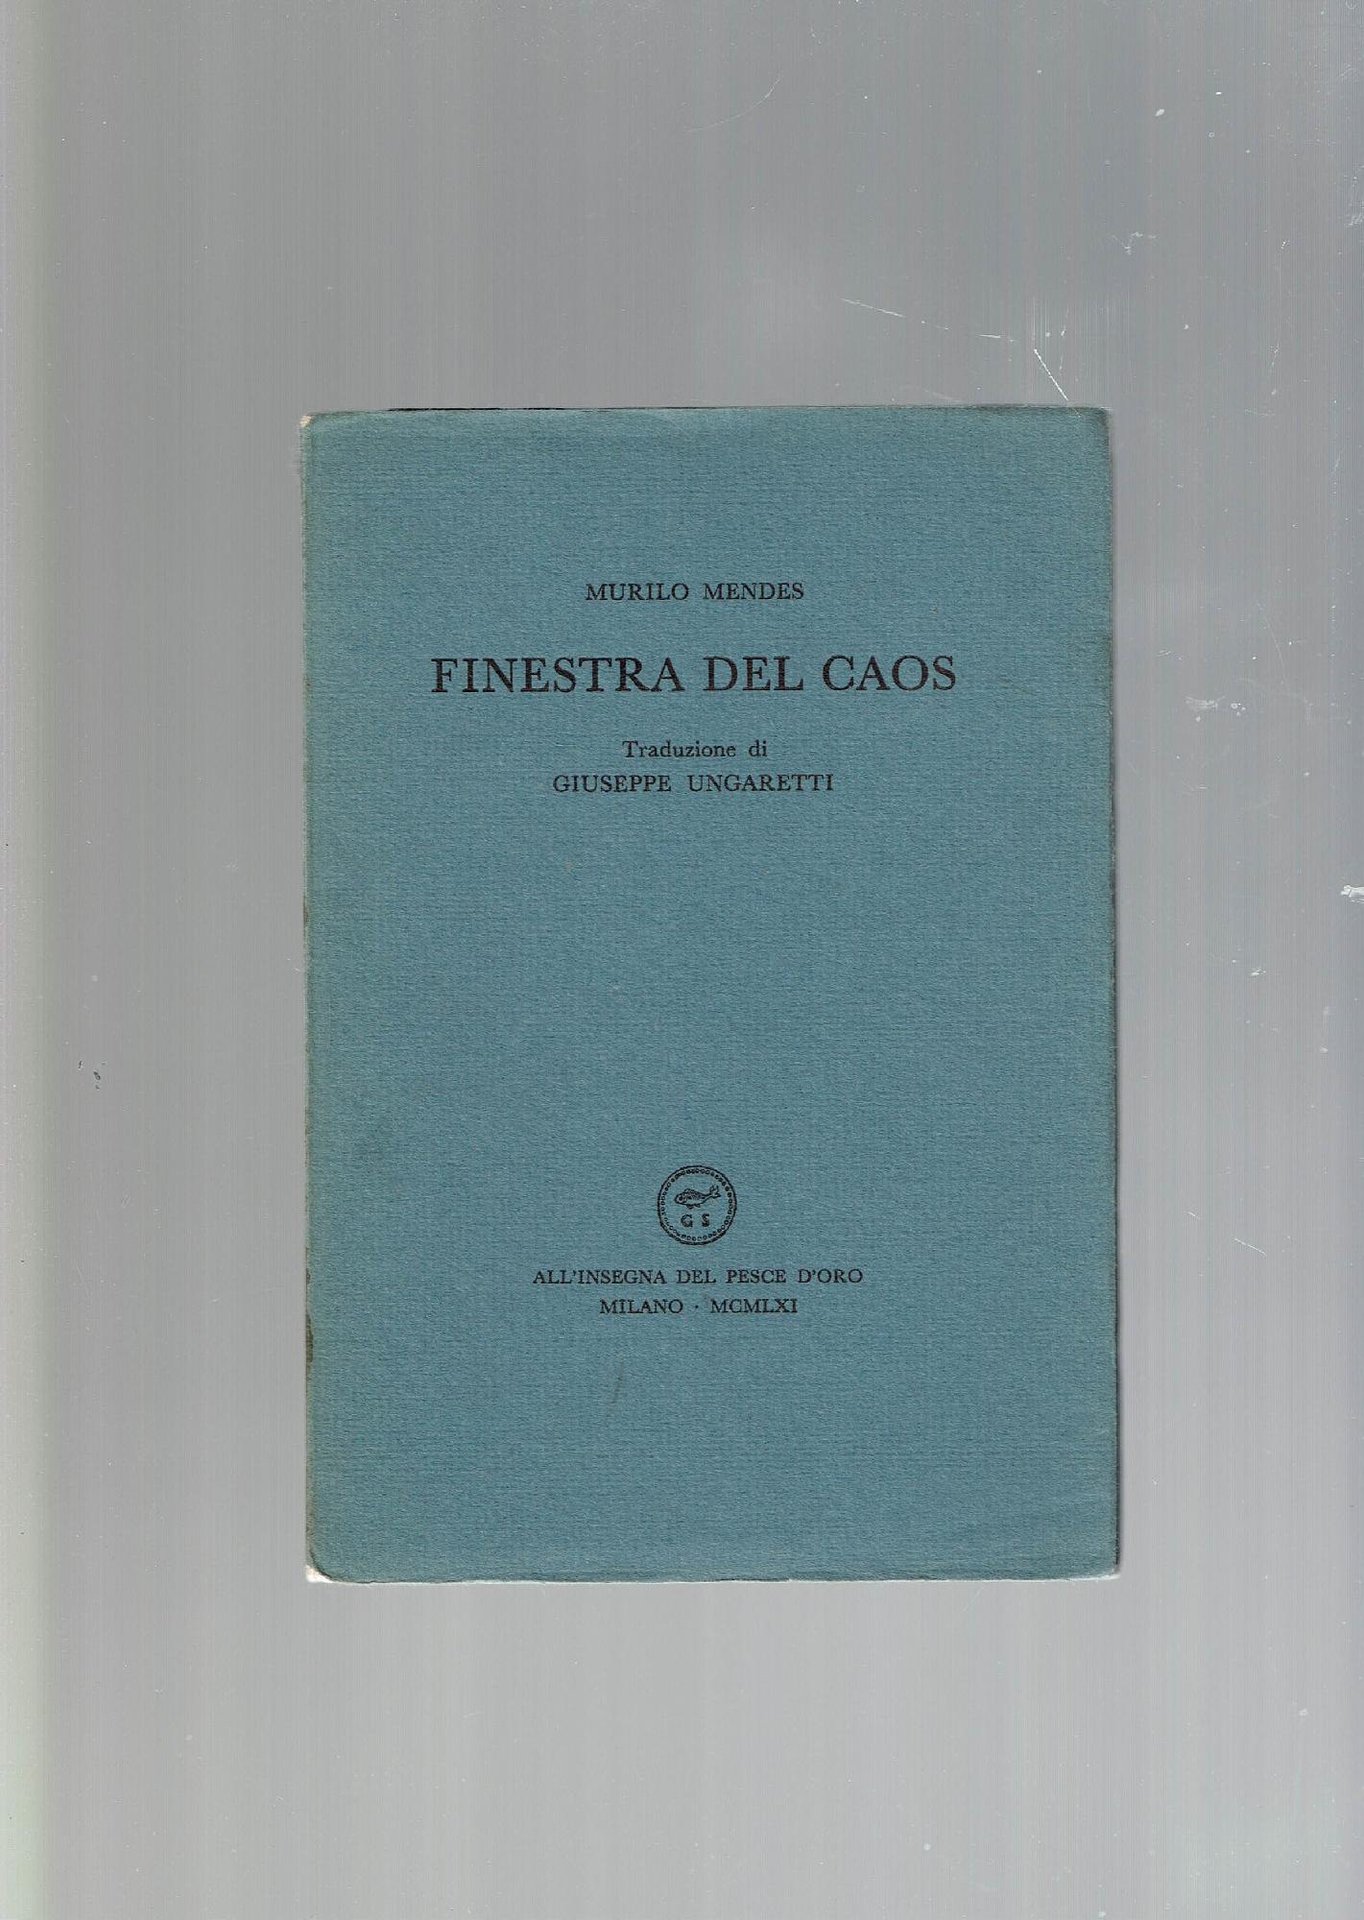 MURILO MENDES
FINESTRA DEL CAOS
Traduzione di
GIUSEPPE UNGARETTI
G S
ALL'INSEGNA DEL PESCE D'ORO
MILANO · MCMLXI